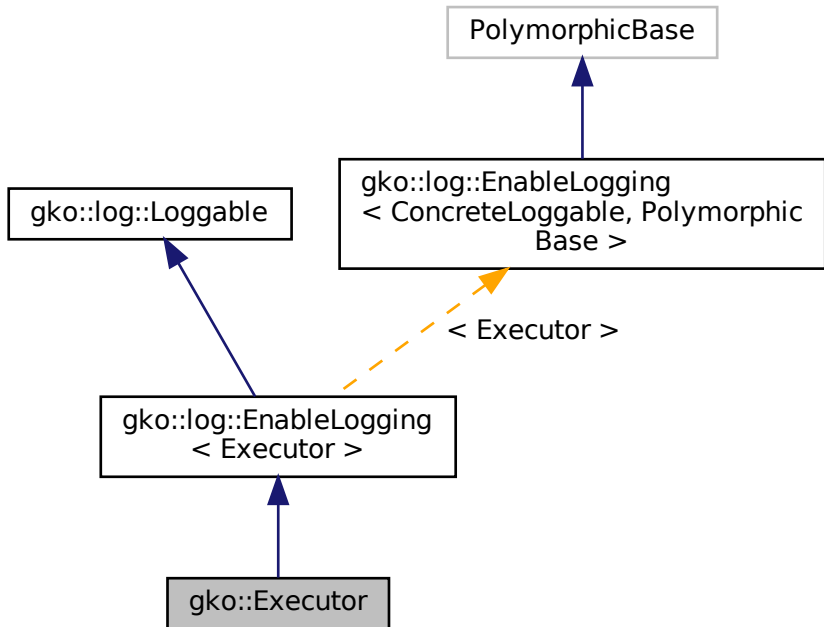 PolymorphicBase
gko::log::EnableLogging
< ConcreteLoggable, Polymorphic
Base >
gko::log::Loggable
< Executor >
gko::log::EnableLogging
< Executor >
gko::Executor